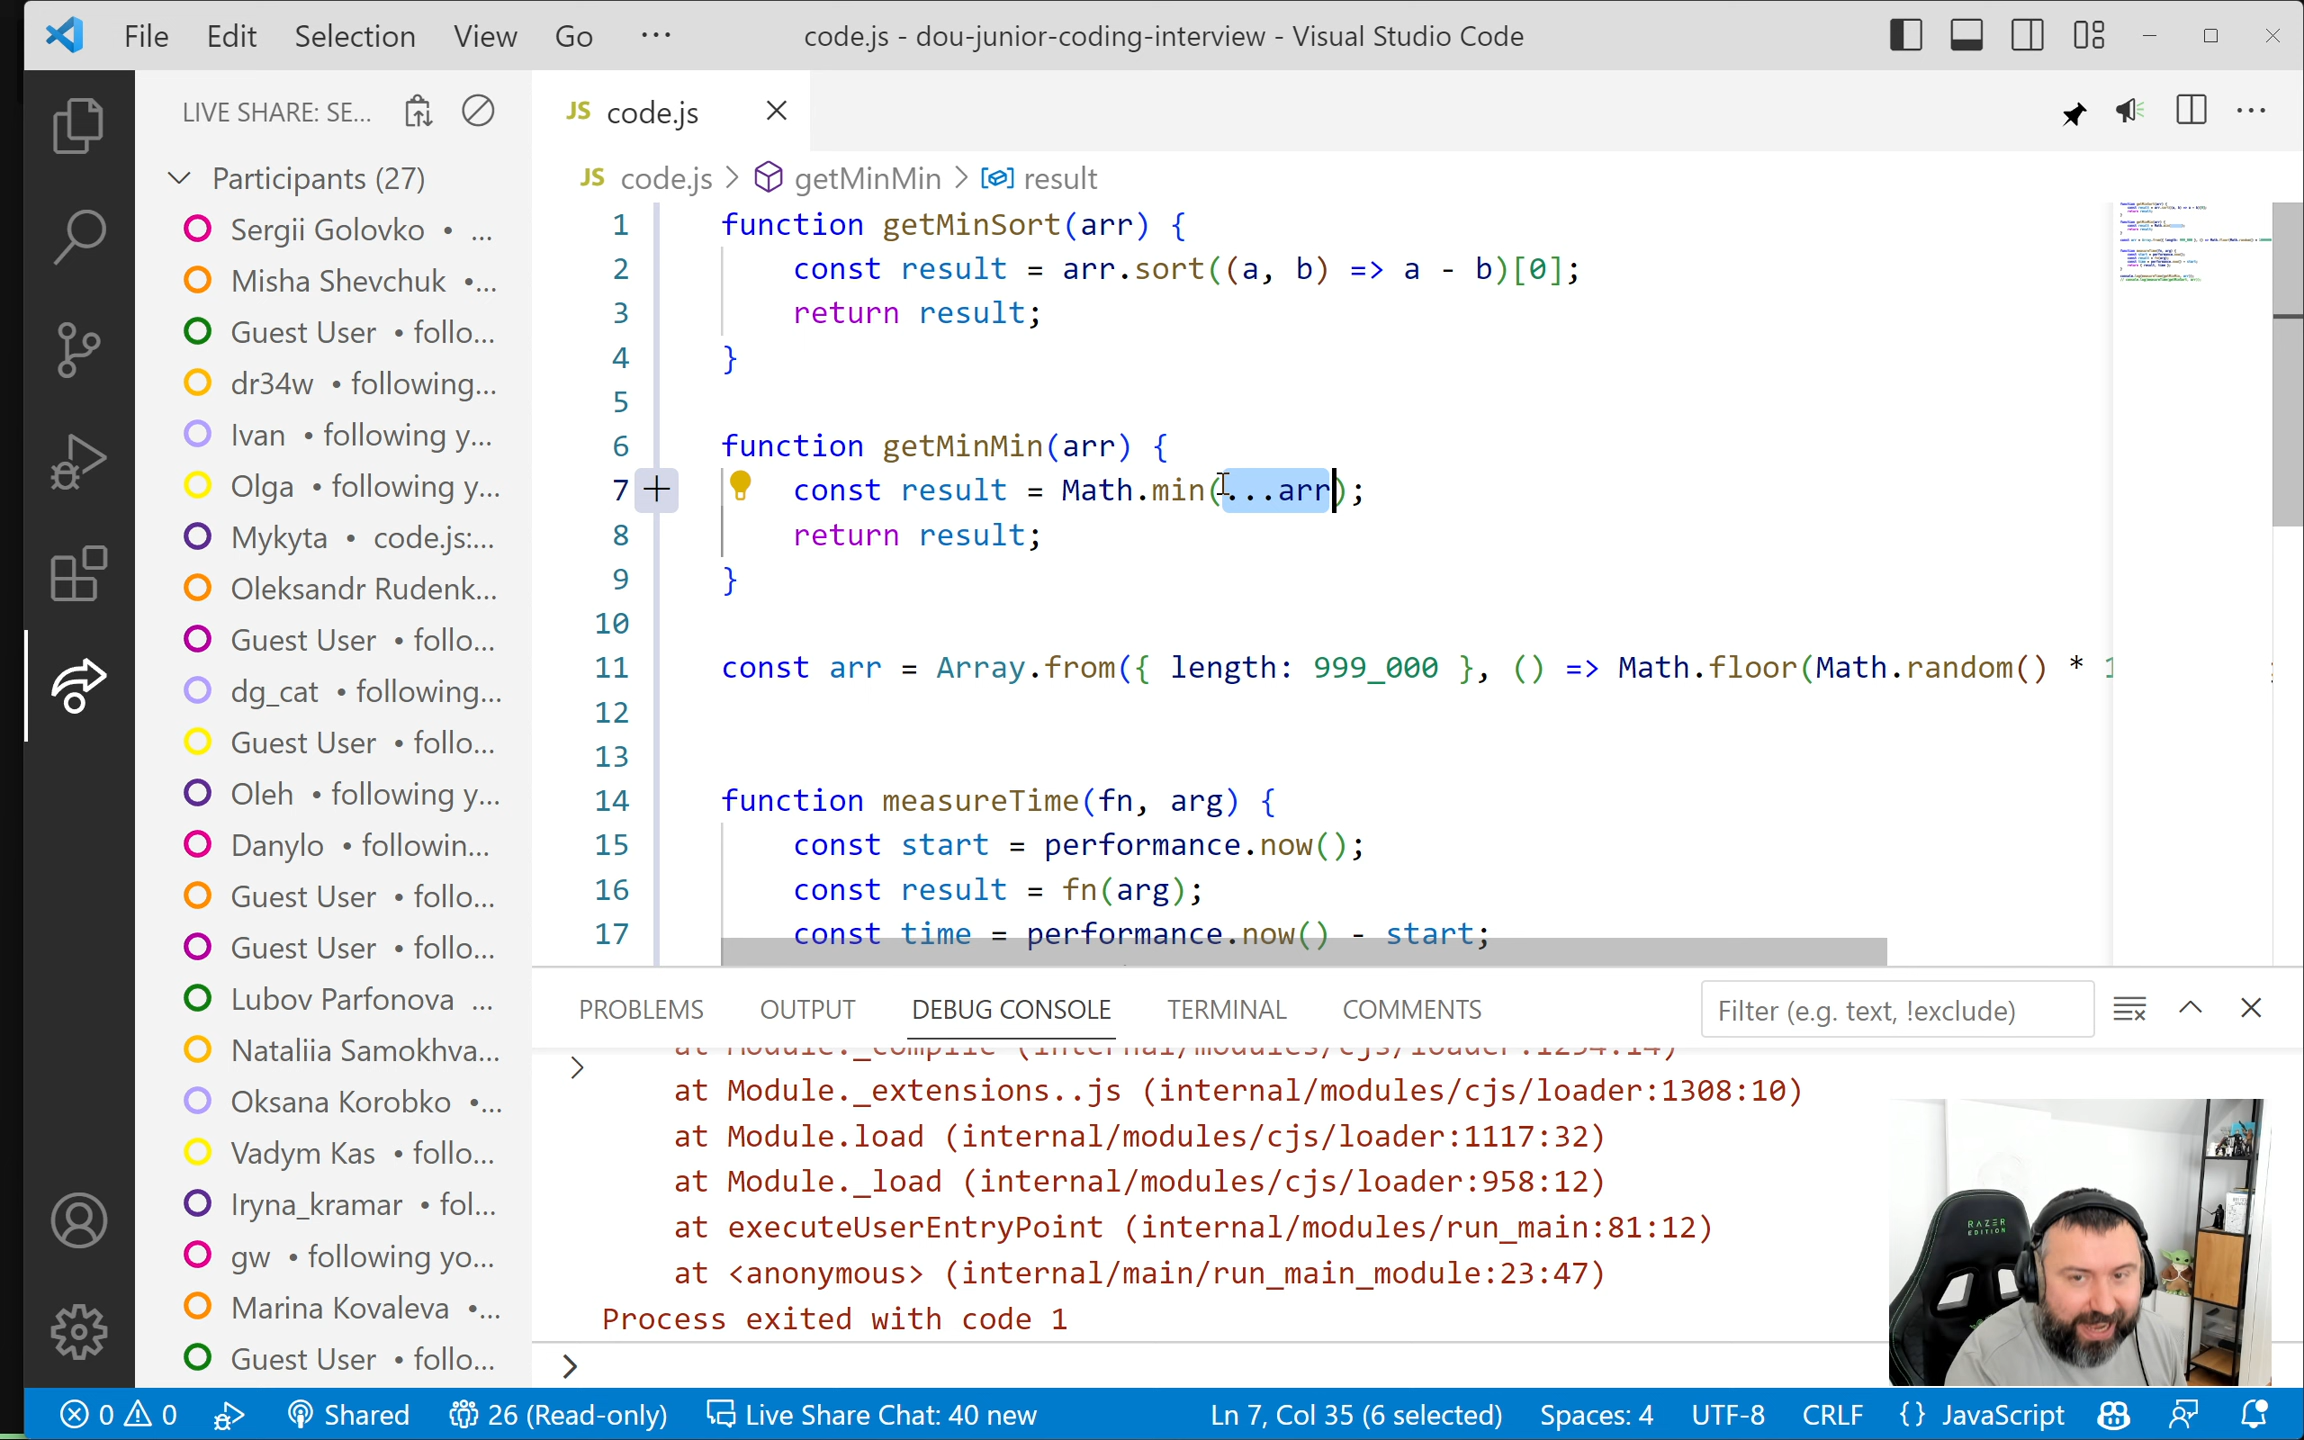 File Edit Selection View Go ··· code.js - dou-junior-coding-interview - Visual Studio Code
LIVE SHARE: SE...
Participants (27)
Sergii Golovko • ...
Misha Shevchuk •...
Guest User • follo...
dr34w • following...
Ivan • following y...
Olga • following y...
Mykyta • code.js:...
Oleksandr Rudenk...
Guest User • follo...
dg_cat • following...
Guest User • follo...
Oleh • following y...
Danylo • followin...
Guest User • follo...
Guest User • follo...
Lubov Parfonova ...
Nataliia Samokhva...
Oksana Korobko •...
Vadym Kas • follo...
Iryna_kramar • fol...
gw • following yo...
Marina Kovaleva •...
Guest User • follo...
JS code.js
JS code.js > getMinMin > result
1 function getMinSort(arr) {
2 const result = arr.sort((a, b) => a - b)[0];
3 return result;
4 }
5
6 function getMinMin(arr) {
7 const result = Math.min(...arr);
8 return result;
9 }
10
11 const arr = Array.from({ length: 999_000 }, () => Math.floor(Math.random() *
12
13
14 function measureTime(fn, arg) {
15 const start = performance.now();
16 const result = fn(arg);
17 const time = performance.now() - start;
PROBLEMS OUTPUT DEBUG CONSOLE TERMINAL COMMENTS Filter (e.g. text, !exclude)
at Module._compile (internal/modules/cjs/loader:1254:14)
at Module._extensions..js (internal/modules/cjs/loader:1308:10)
at Module.load (internal/modules/cjs/loader:1117:32)
at Module._load (internal/modules/cjs/loader:958:12)
at executeUserEntryPoint (internal/modules/run_main:81:12)
at <anonymous> (internal/main/run_main_module:23:47)
Process exited with code 1
RAZER
EDITION
0 0 Shared 26 (Read-only) Live Share Chat: 40 new Ln 7, Col 35 (6 selected) Spaces: 4 UTF-8 CRLF {} JavaScript